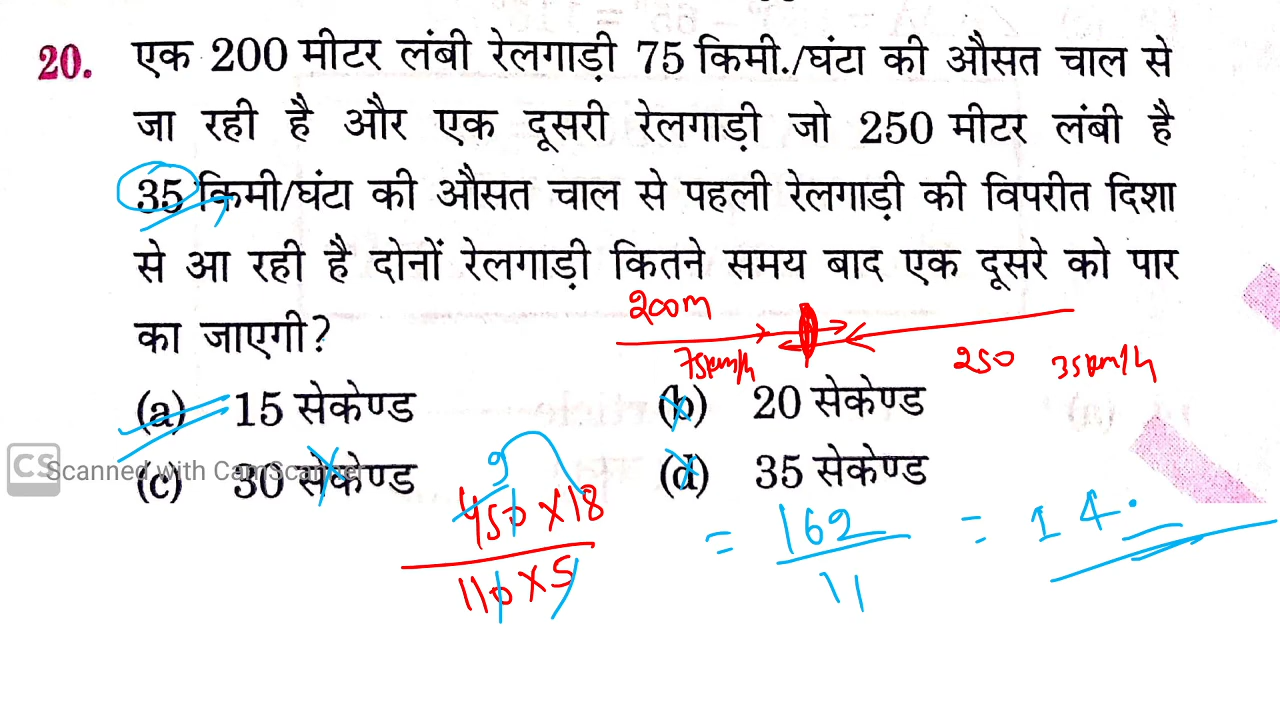 20. एक 200 मीटर लंबी रेलगाड़ी 75 किमी./घंटा की औसत चाल से
जा रही है और एक दूसरी रेलगाड़ी जो 250 मीटर लंबी है
35 किमी/घंटा की औसत चाल से पहली रेलगाड़ी की विपरीत दिशा
से आ रही है दोनों रेलगाड़ी कितने समय बाद एक दूसरे को पार
का जाएगी?
200m
75km/h 250 35km/h
(a) 15 सेकेण्ड (b) 20 सेकेण्ड
CS Scanned with CamScanner
(c) 30 सेकेण्ड (d) 35 सेकेण्ड
9
450 × 18 = 162 = 14.
110 × 5 11